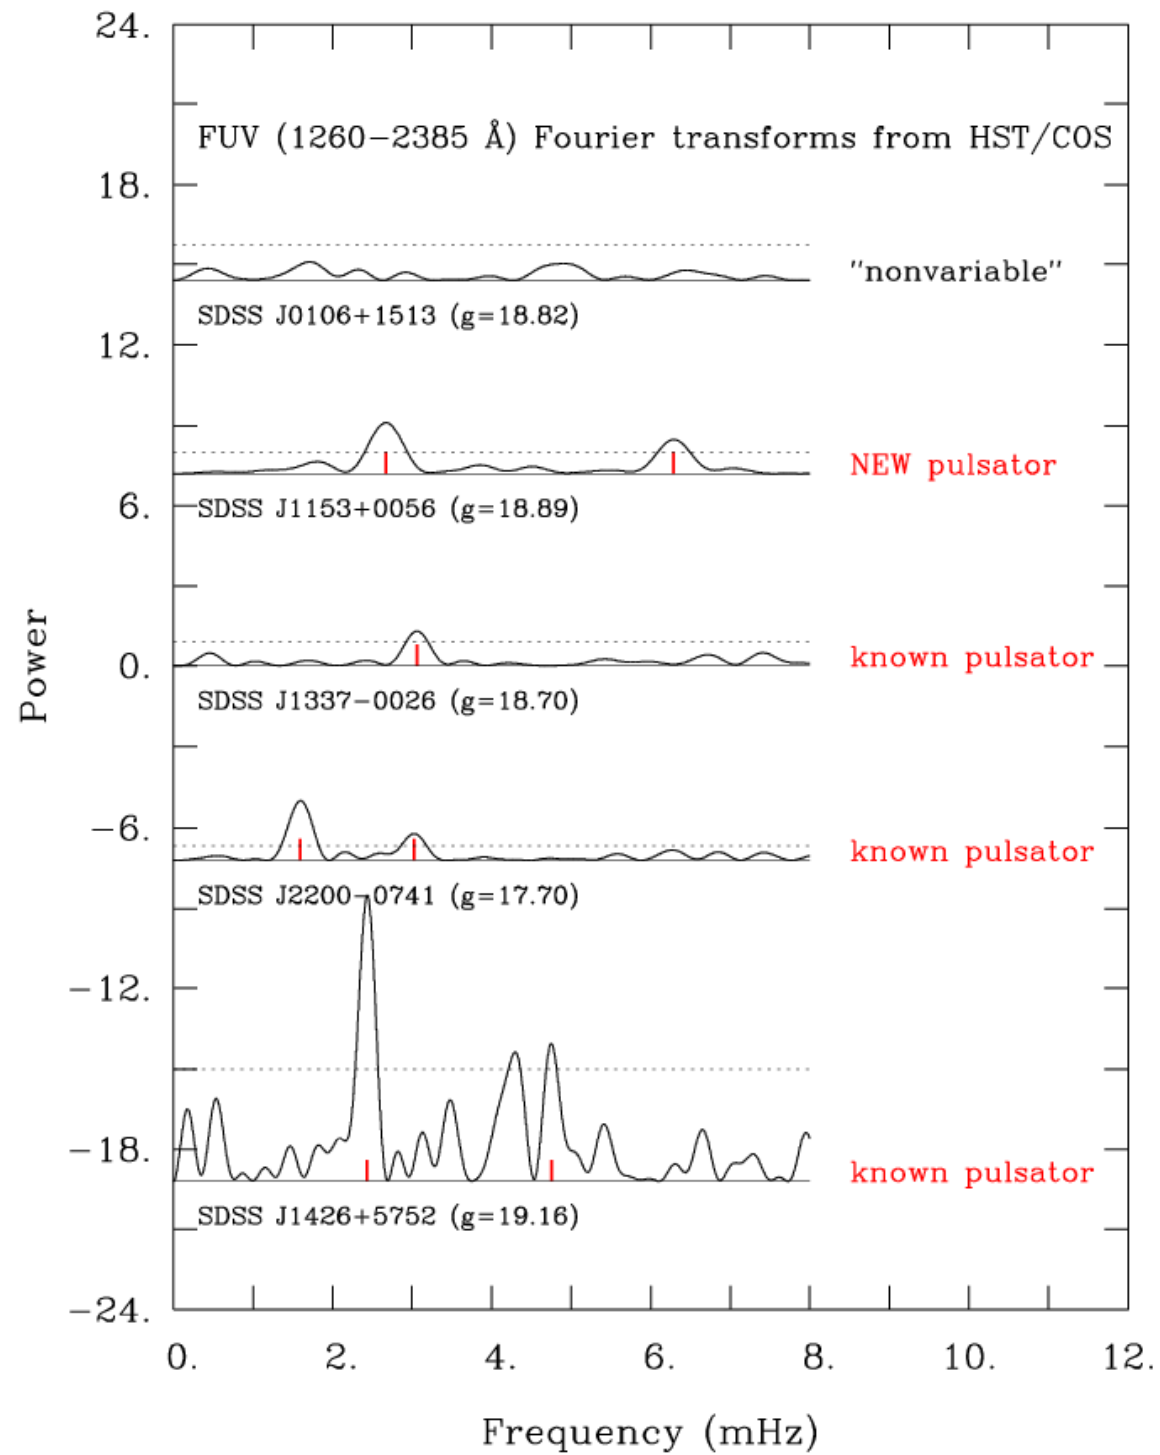 24.
FUV (1260−2385 Å) Fourier transforms from HST/COS
18.
"nonvariable"
SDSS J0106+1513 (g=18.82)
12.
NEW pulsator
6.
SDSS J1153+0056 (g=18.89)
Power
0.
known pulsator
SDSS J1337−0026 (g=18.70)
−6.
known pulsator
SDSS J2200−0741 (g=17.70)
−12.
−18.
known pulsator
SDSS J1426+5752 (g=19.16)
−24.
0. 2. 4. 6. 8. 10. 12.
Frequency (mHz)